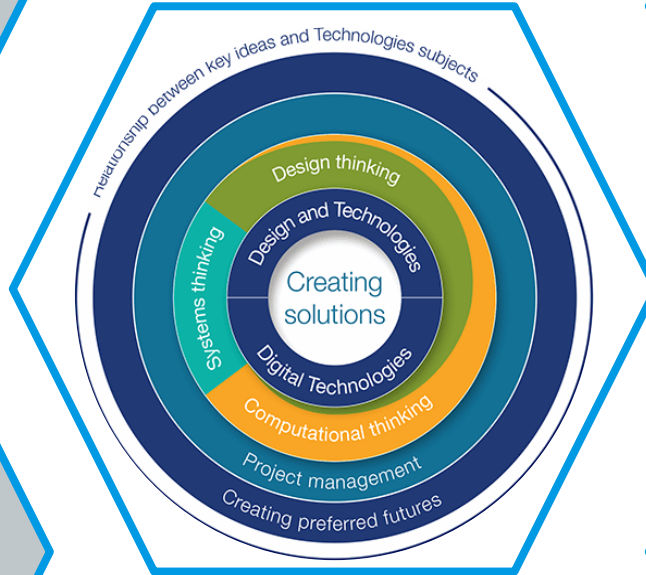 Relationship between key ideas and Technologies subjects
Design thinking
Design and Technologies
Systems thinking
Creating
solutions
Digital Technologies
Computational thinking
Project management
Creating preferred futures